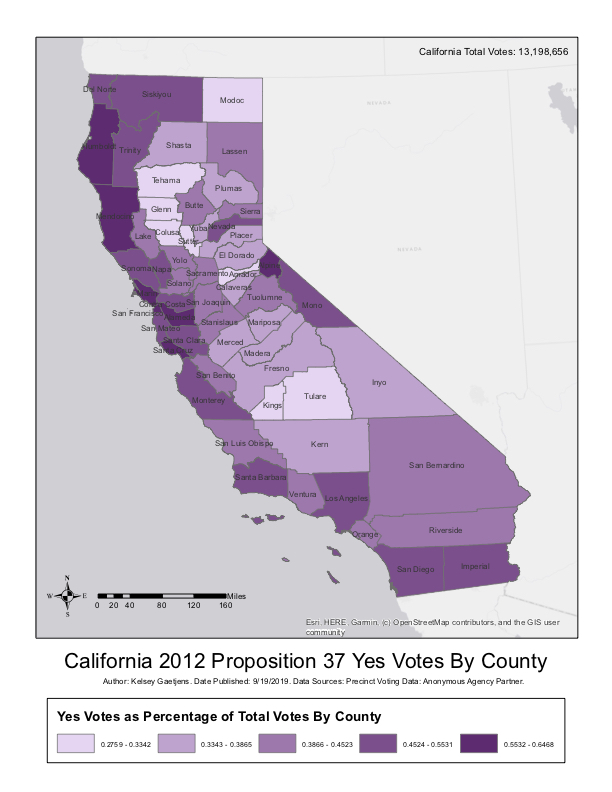 California Total Votes: 13,198,656
NEVADA
Del Norte
Siskiyou
Modoc
Trinity
Shasta
Lassen
Tehama
Plumas
Glenn
Butte
Sierra
Mendocino
Colusa
Yuba
Nevada
Lake
Sutter
Placer
Yolo
El Dorado
NEVADA
Sonoma
Napa
Sacramento
Amador
Solano
Calaveras
San Joaquin
Tuolumne
Mono
San Francisco
San Mateo
Stanislaus
Mariposa
Santa Clara
Merced
Madera
Fresno
San Benito
Inyo
Monterey
Kings
Tulare
San Luis Obispo
Kern
San Bernardino
Santa Barbara
Ventura
Los Angeles
Orange
Riverside
San Diego
Imperial
N
W
E
S
0 20 40 80 120 160
Miles
Esri, HERE, Garmin, (c) OpenStreetMap contributors, and the GIS user
community
California 2012 Proposition 37 Yes Votes By County
Author: Kelsey Gaetjens. Date Published: 9/19/2019. Data Sources: Precinct Voting Data: Anonymous Agency Partner.
Yes Votes as Percentage of Total Votes By County
0.2759 - 0.3342
0.3343 - 0.3865
0.3866 - 0.4523
0.4524 - 0.5531
0.5532 - 0.6468